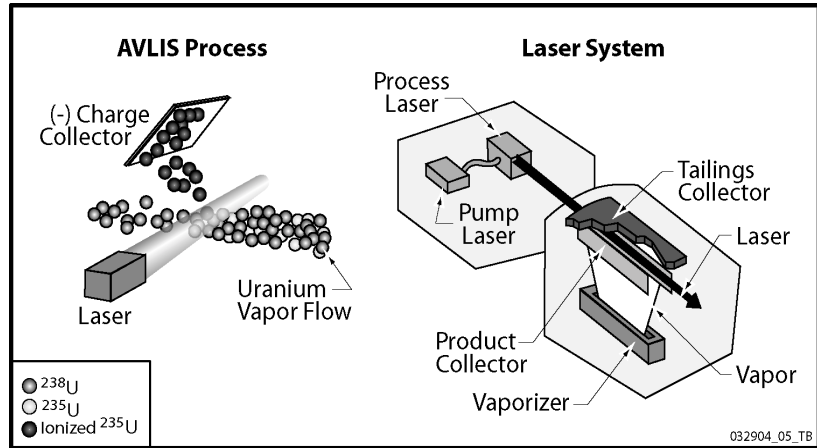 AVLIS Process
(-) Charge
Collector
Laser
Uranium
Vapor Flow
²³⁸U
²³⁵U
Ionized ²³⁵U
Laser System
Process
Laser
Pump
Laser
Tailings
Collector
Laser
Product
Collector
Vaporizer
Vapor
032904_05_TB